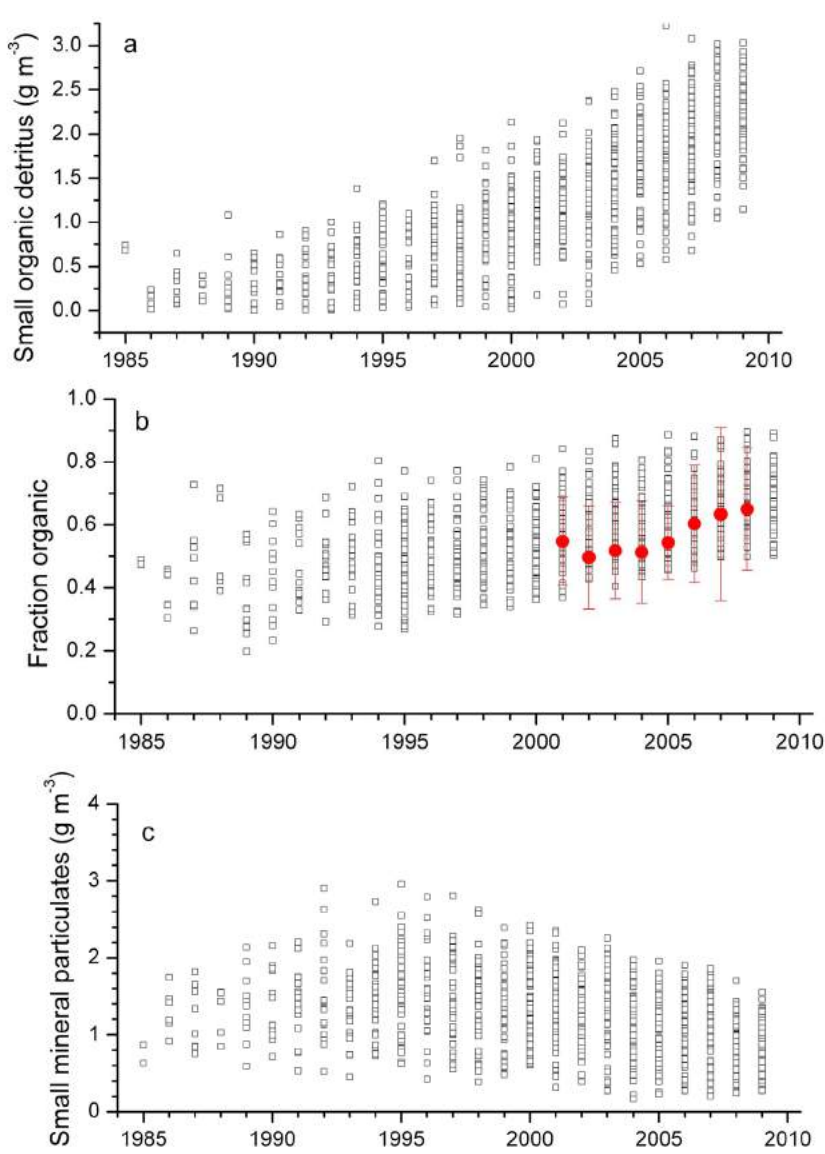 a
Small organic detritus (g m⁻³)
3.0
2.5
2.0
1.5
1.0
0.5
0.0
1985 1990 1995 2000 2005 2010
b
Fraction organic
1.0
0.8
0.6
0.4
0.2
0.0
1985 1990 1995 2000 2005 2010
c
Small mineral particulates (g m⁻³)
4
3
2
1
0
1985 1990 1995 2000 2005 2010